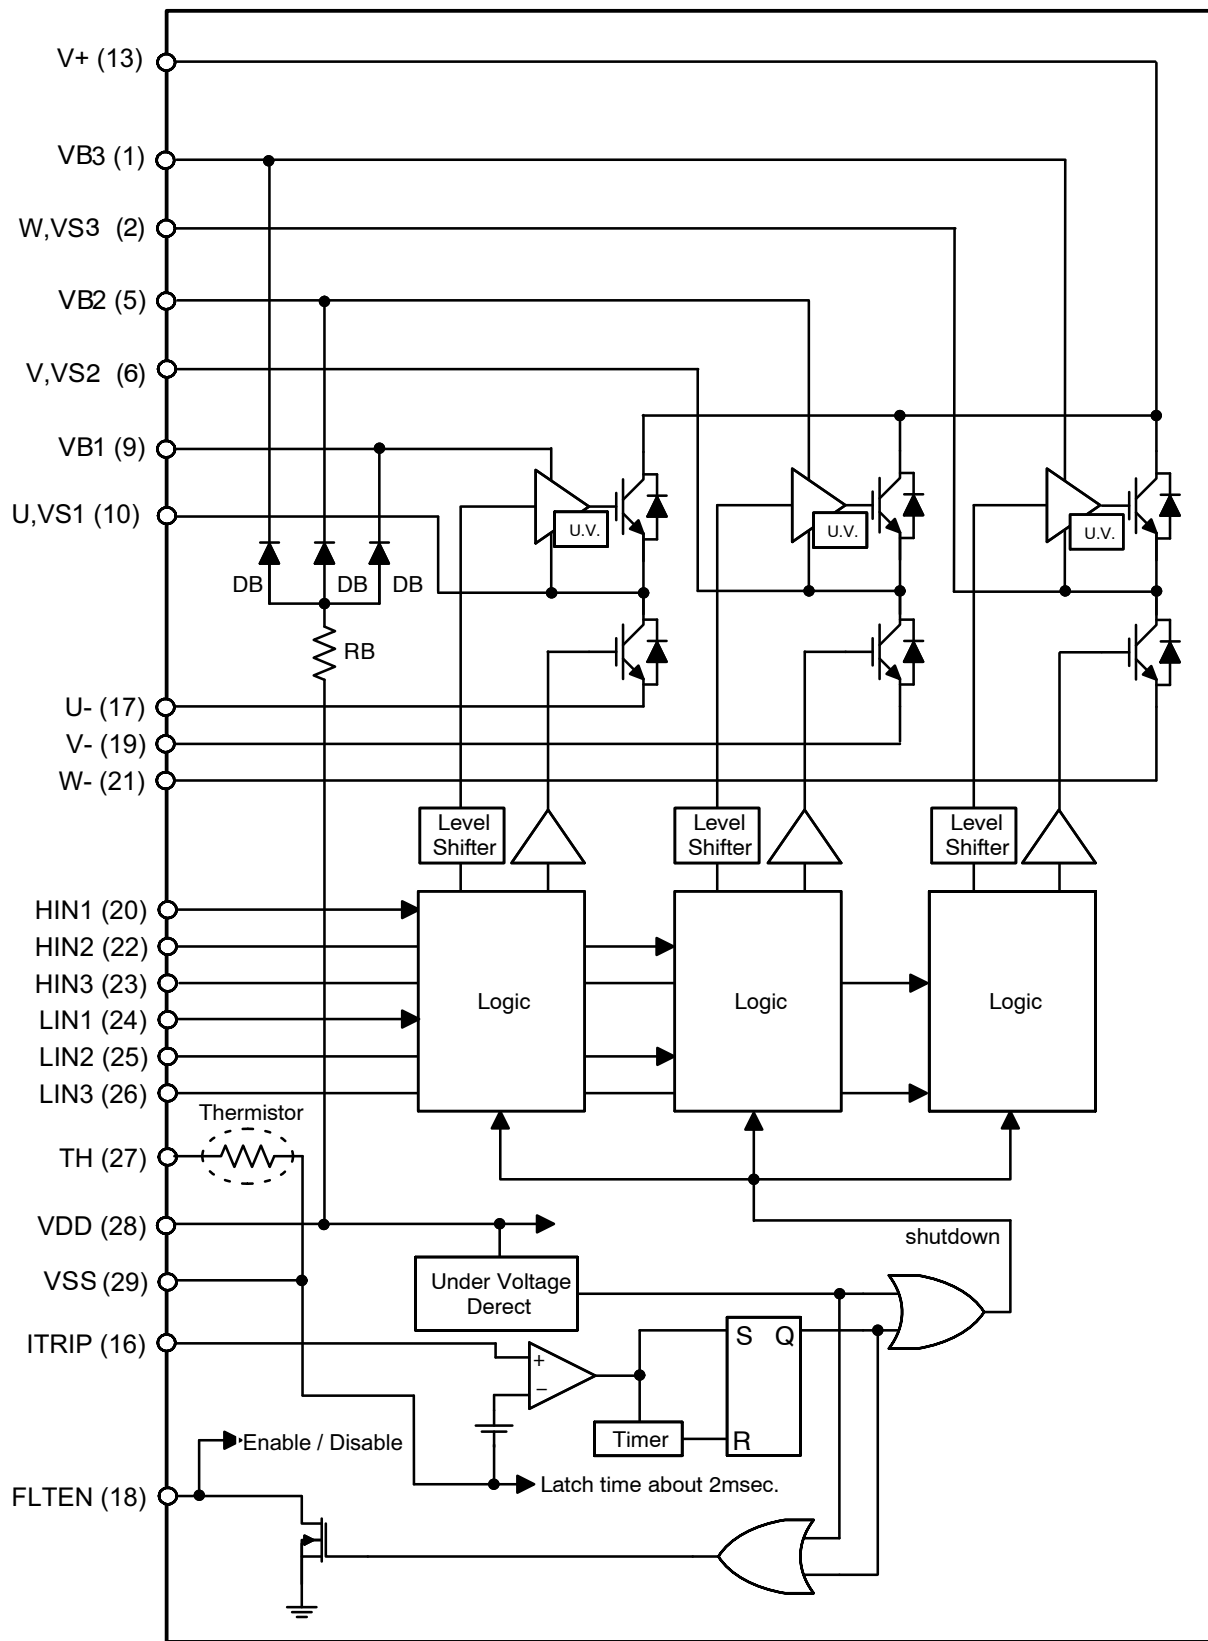 V+ (13)
VB3 (1)
W,VS3 (2)
VB2 (5)
V,VS2 (6)
VB1 (9)
U,VS1 (10)
U.V.
U.V.
U.V.
DB
DB
DB
RB
U- (17)
V- (19)
W- (21)
Level
Shifter
Level
Shifter
Level
Shifter
HIN1 (20)
HIN2 (22)
HIN3 (23)
LIN1 (24)
LIN2 (25)
LIN3 (26)
Logic
Logic
Logic
Thermistor
TH (27)
VDD (28)
shutdown
VSS (29)
Under Voltage
Derect
ITRIP (16)
+
−
S Q
R
Timer
Enable / Disable
Latch time about 2msec.
FLTEN (18)